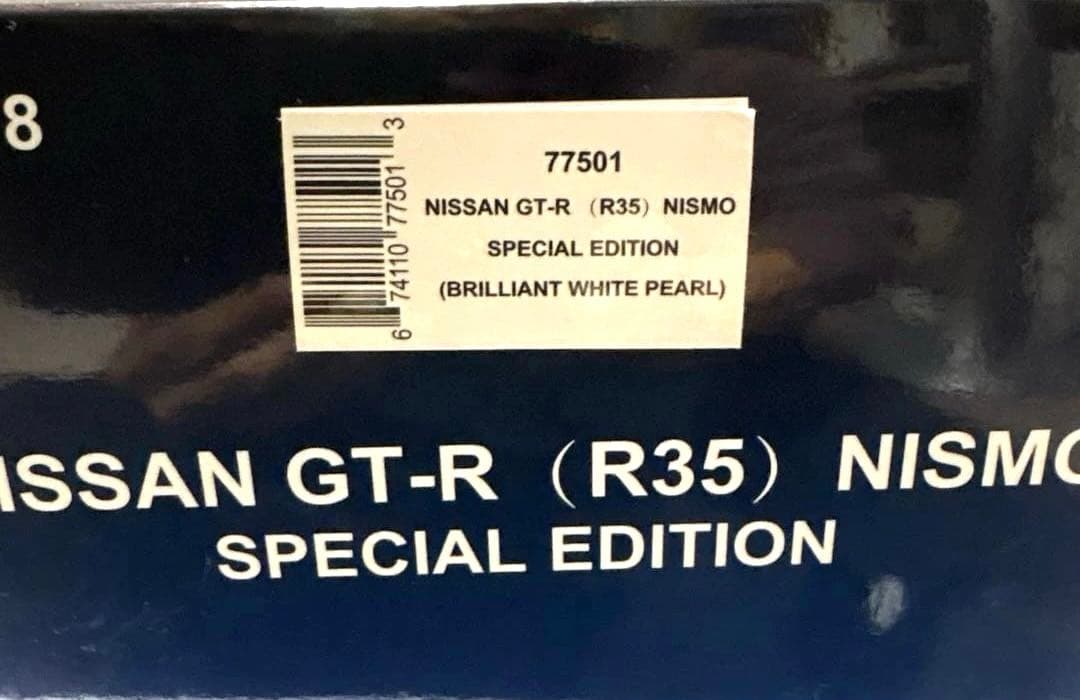 8
77501
NISSAN GT-R （R35）NISMO
SPECIAL EDITION
(BRILLIANT WHITE PEARL)
6 74110 77501 3
ISSAN GT-R （R35） NISMO
SPECIAL EDITION